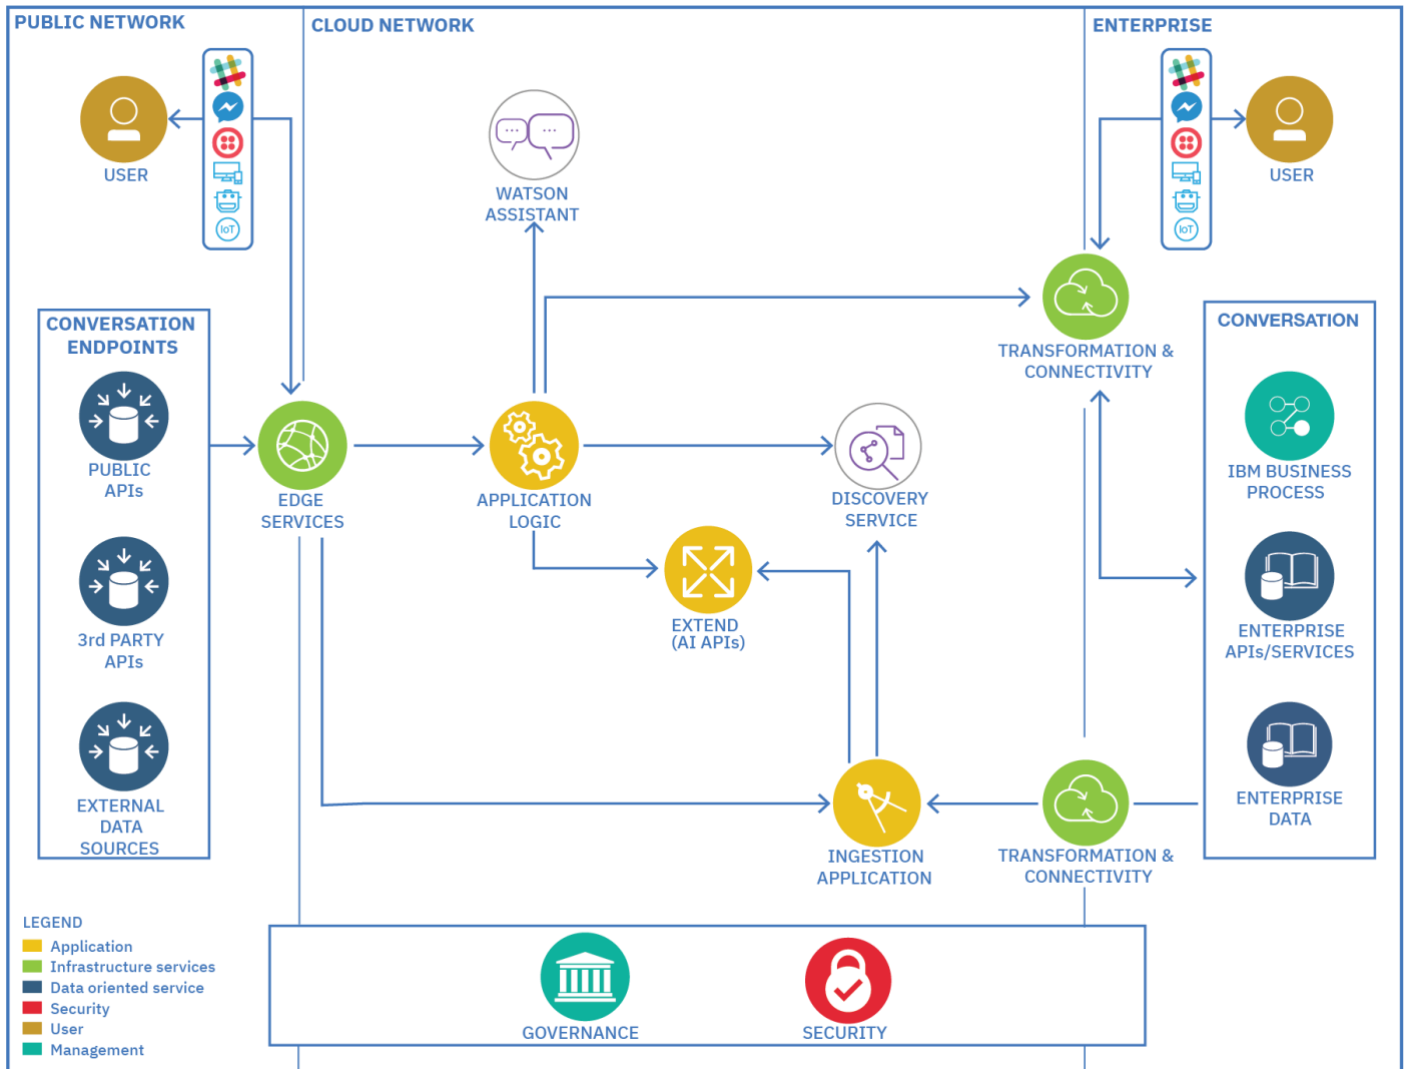 PUBLIC NETWORK
CLOUD NETWORK
ENTERPRISE
USER
IoT
WATSON
ASSISTANT
IoT
USER
CONVERSATION
ENDPOINTS
PUBLIC
APIs
3rd PARTY
APIs
EXTERNAL
DATA
SOURCES
EDGE
SERVICES
APPLICATION
LOGIC
DISCOVERY
SERVICE
EXTEND
(AI APIs)
INGESTION
APPLICATION
TRANSFORMATION &
CONNECTIVITY
TRANSFORMATION &
CONNECTIVITY
CONVERSATION
IBM BUSINESS
PROCESS
ENTERPRISE
APIs/SERVICES
ENTERPRISE
DATA
LEGEND
Application
Infrastructure services
Data oriented service
Security
User
Management
GOVERNANCE
SECURITY